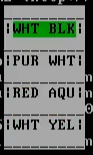 |WHT BLK|
|PUR WHT|
|RED AQU|
|WHT YEL|